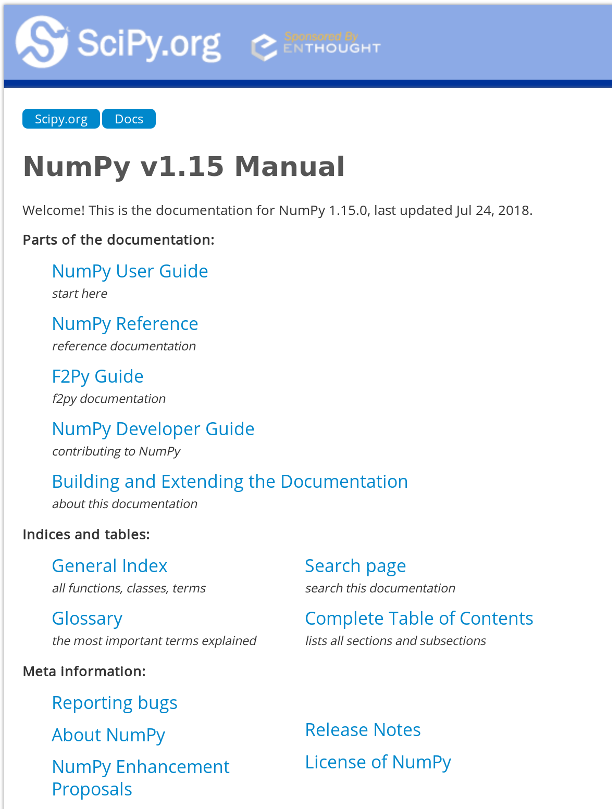 SciPy.org
Sponsored By
ENTHOUGHT
Scipy.org
Docs
NumPy v1.15 Manual
Welcome! This is the documentation for NumPy 1.15.0, last updated Jul 24, 2018.
Parts of the documentation:
NumPy User Guide
start here
NumPy Reference
reference documentation
F2Py Guide
f2py documentation
NumPy Developer Guide
contributing to NumPy
Building and Extending the Documentation
about this documentation
Indices and tables:
General Index
all functions, classes, terms
Glossary
the most important terms explained
Search page
search this documentation
Complete Table of Contents
lists all sections and subsections
Meta Information:
Reporting bugs
About NumPy
NumPy Enhancement
Proposals
Release Notes
License of NumPy